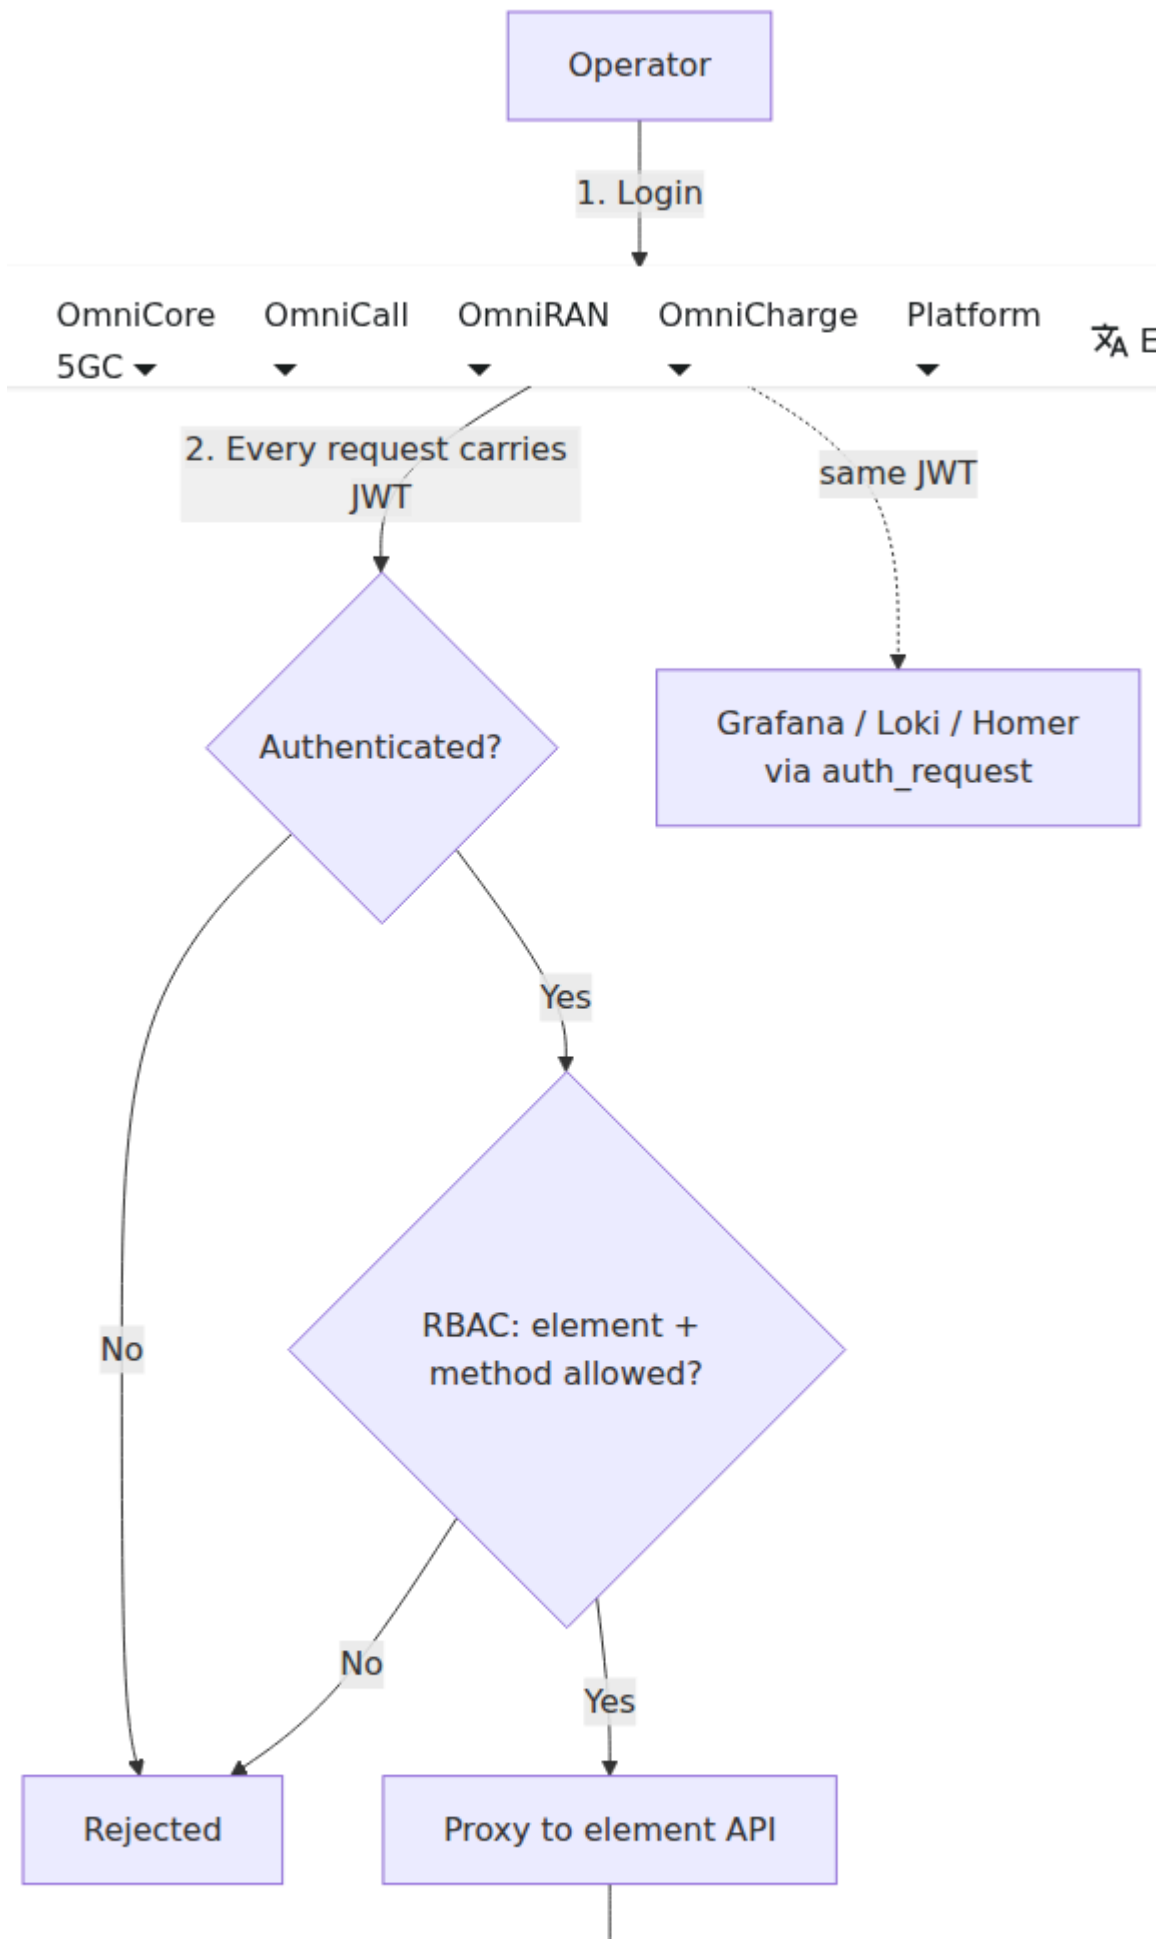 Operator
1. Login
OmniCore
5GC
OmniCall
OmniRAN
OmniCharge
Platform
E
2. Every request carries
JWT
same JWT
Authenticated?
Grafana / Loki / Homer
via auth_request
Yes
RBAC: element +
method allowed?
No
No
Yes
Rejected
Proxy to element API